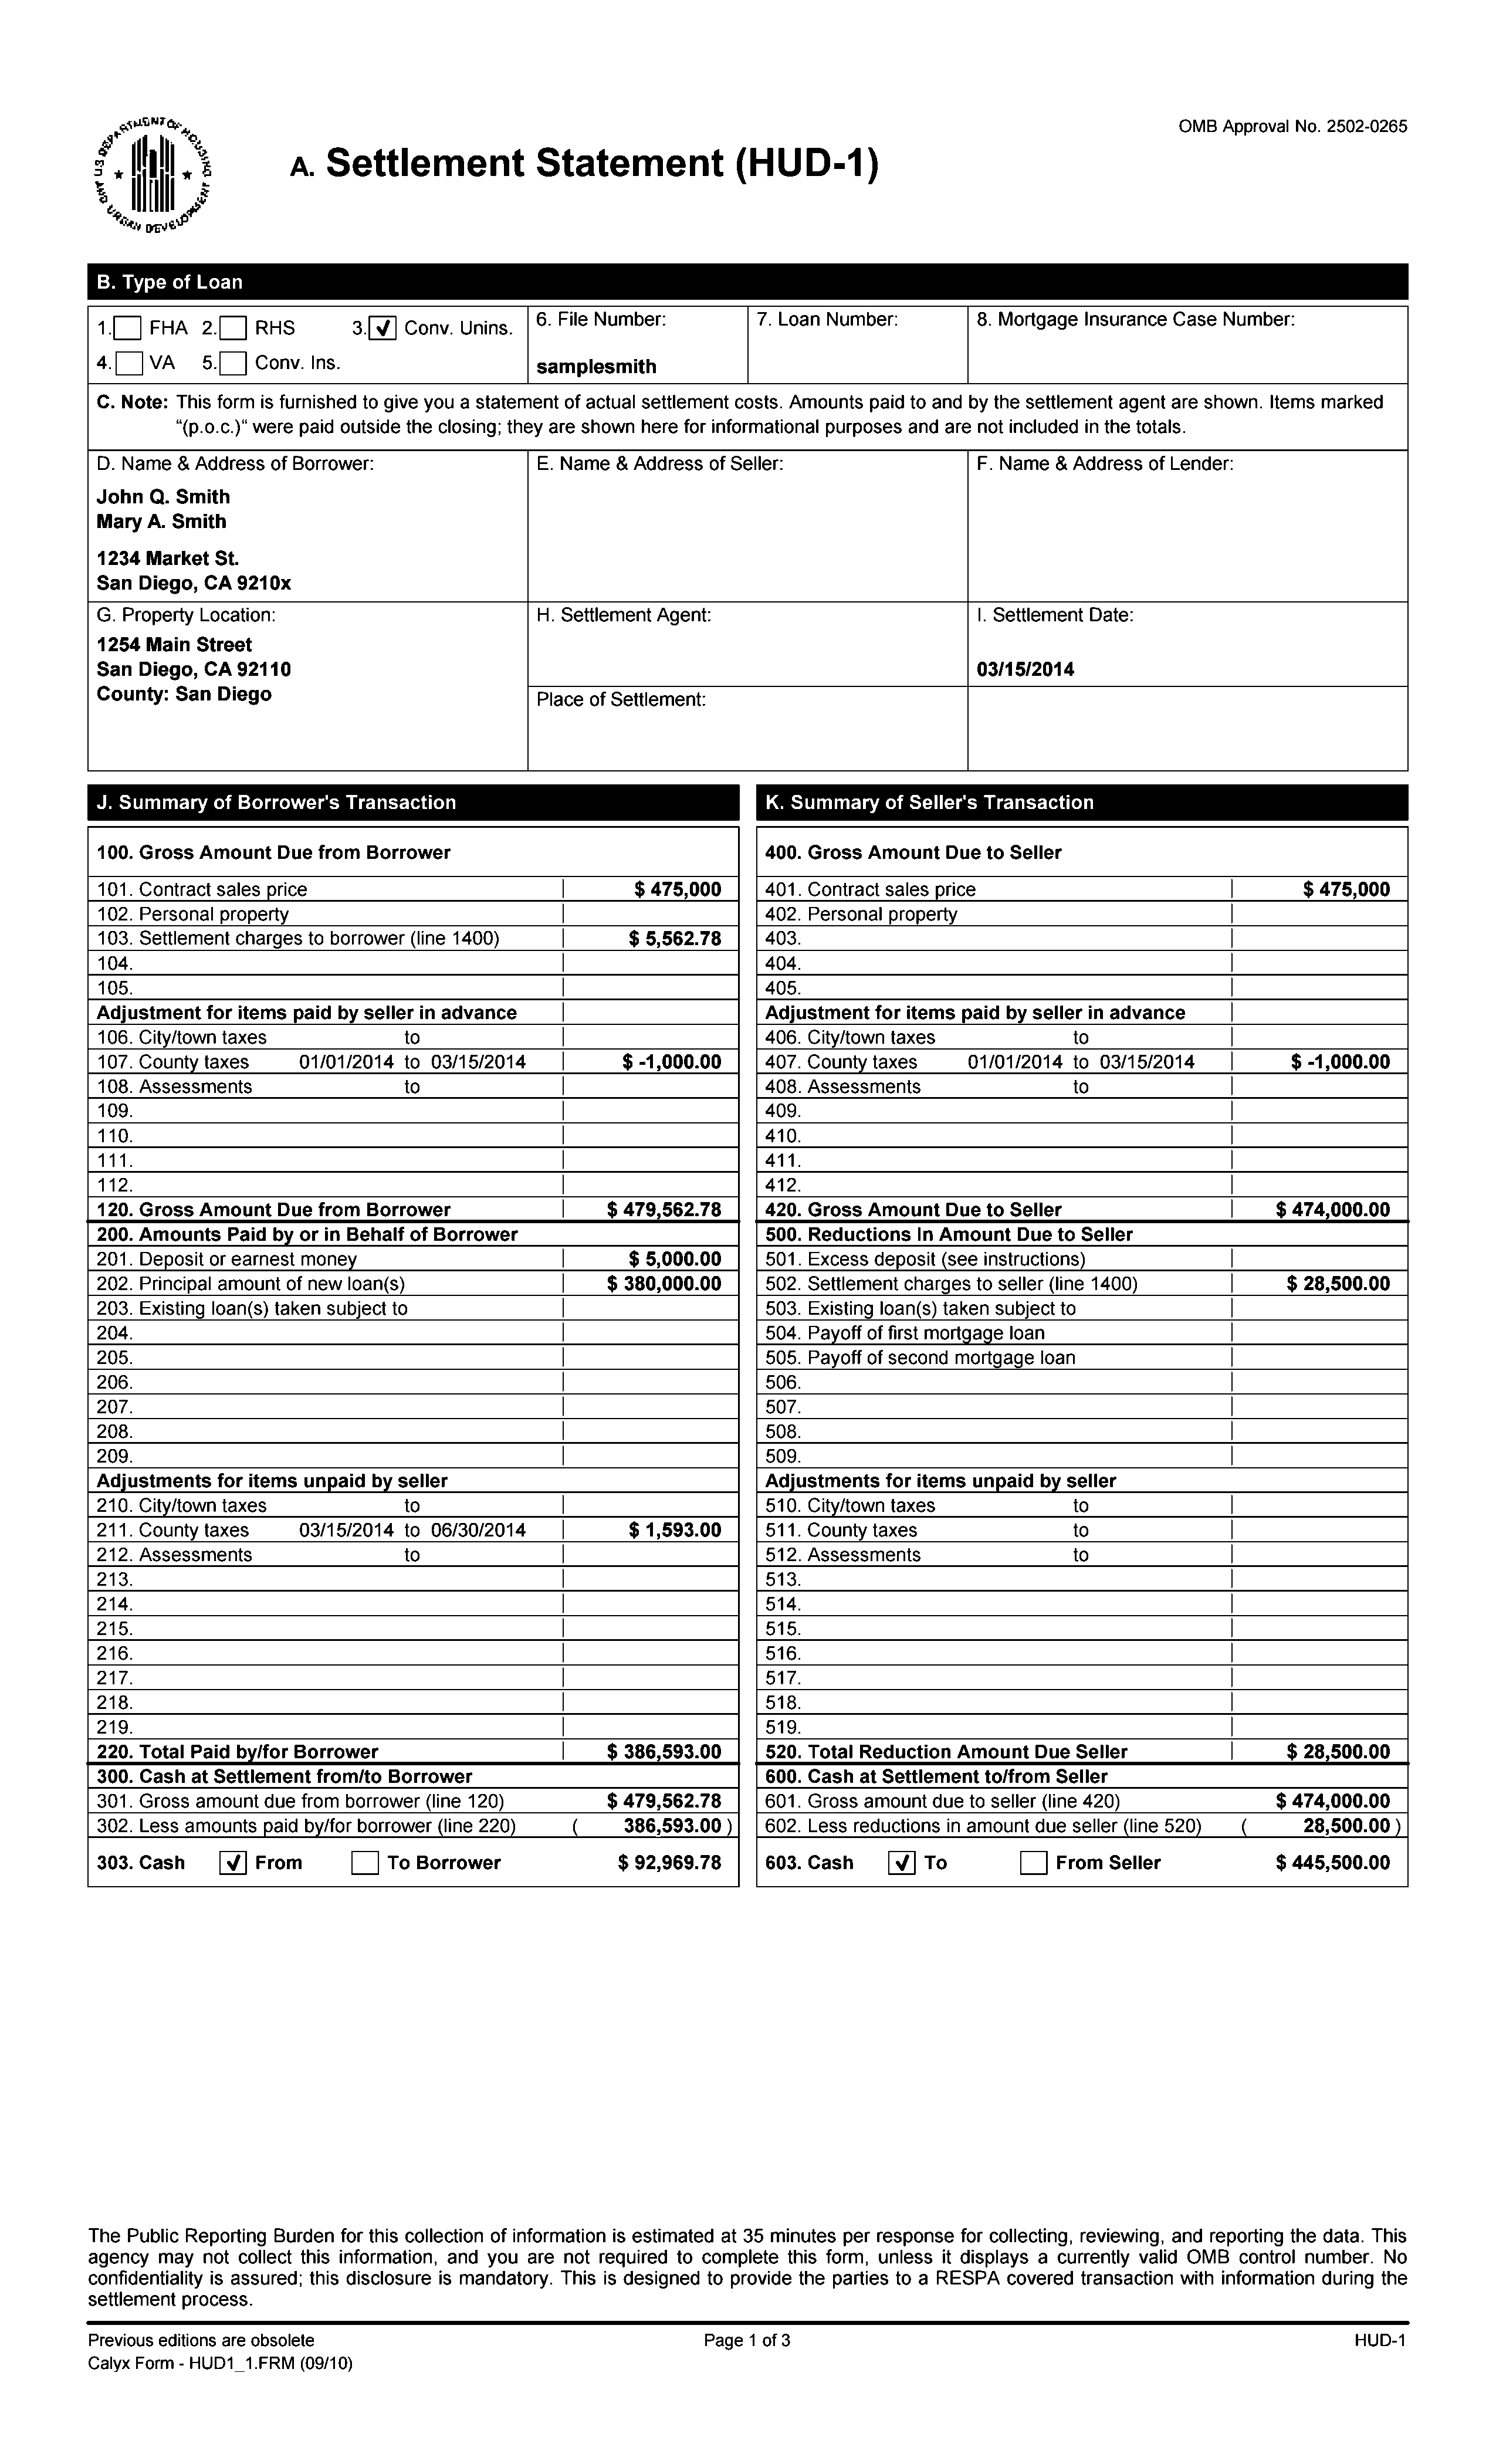 U.S. DEPARTMENT OF HOUSING AND URBAN DEVELOPMENT
OMB Approval No. 2502-0265
A. Settlement Statement (HUD-1)
B. Type of Loan
1. FHA 2. RHS 3. ✓ Conv. Unins.
4. VA 5. Conv. Ins.
6. File Number:
samplesmith
7. Loan Number:
8. Mortgage Insurance Case Number:
C. Note: This form is furnished to give you a statement of actual settlement costs. Amounts paid to and by the settlement agent are shown. Items marked
“(p.o.c.)“ were paid outside the closing; they are shown here for informational purposes and are not included in the totals.
D. Name & Address of Borrower:
John Q. Smith
Mary A. Smith
1234 Market St.
San Diego, CA 9210x
E. Name & Address of Seller:
F. Name & Address of Lender:
G. Property Location:
1254 Main Street
San Diego, CA 92110
County: San Diego
H. Settlement Agent:
Place of Settlement:
I. Settlement Date:
03/15/2014
J. Summary of Borrower's Transaction
100. Gross Amount Due from Borrower
101. Contract sales price $ 475,000
102. Personal property
103. Settlement charges to borrower (line 1400) $ 5,562.78
104.
105.
Adjustment for items paid by seller in advance
106. City/town taxes to
107. County taxes 01/01/2014 to 03/15/2014 $ -1,000.00
108. Assessments to
109.
110.
111.
112.
120. Gross Amount Due from Borrower $ 479,562.78
200. Amounts Paid by or in Behalf of Borrower
201. Deposit or earnest money $ 5,000.00
202. Principal amount of new loan(s) $ 380,000.00
203. Existing loan(s) taken subject to
204.
205.
206.
207.
208.
209.
Adjustments for items unpaid by seller
210. City/town taxes to
211. County taxes 03/15/2014 to 06/30/2014 $ 1,593.00
212. Assessments to
213.
214.
215.
216.
217.
218.
219.
220. Total Paid by/for Borrower $ 386,593.00
300. Cash at Settlement from/to Borrower
301. Gross amount due from borrower (line 120) $ 479,562.78
302. Less amounts paid by/for borrower (line 220) ( 386,593.00 )
303. Cash ✓ From To Borrower $ 92,969.78
K. Summary of Seller's Transaction
400. Gross Amount Due to Seller
401. Contract sales price $ 475,000
402. Personal property
403.
404.
405.
Adjustment for items paid by seller in advance
406. City/town taxes to
407. County taxes 01/01/2014 to 03/15/2014 $ -1,000.00
408. Assessments to
409.
410.
411.
412.
420. Gross Amount Due to Seller $ 474,000.00
500. Reductions In Amount Due to Seller
501. Excess deposit (see instructions)
502. Settlement charges to seller (line 1400) $ 28,500.00
503. Existing loan(s) taken subject to
504. Payoff of first mortgage loan
505. Payoff of second mortgage loan
506.
507.
508.
509.
Adjustments for items unpaid by seller
510. City/town taxes to
511. County taxes to
512. Assessments to
513.
514.
515.
516.
517.
518.
519.
520. Total Reduction Amount Due Seller $ 28,500.00
600. Cash at Settlement to/from Seller
601. Gross amount due to seller (line 420) $ 474,000.00
602. Less reductions in amount due seller (line 520) ( 28,500.00 )
603. Cash ✓ To From Seller $ 445,500.00
The Public Reporting Burden for this collection of information is estimated at 35 minutes per response for collecting, reviewing, and reporting the data. This
agency may not collect this information, and you are not required to complete this form, unless it displays a currently valid OMB control number. No
confidentiality is assured; this disclosure is mandatory. This is designed to provide the parties to a RESPA covered transaction with information during the
settlement process.
Previous editions are obsolete Page 1 of 3 HUD-1
Calyx Form - HUD1_1.FRM (09/10)